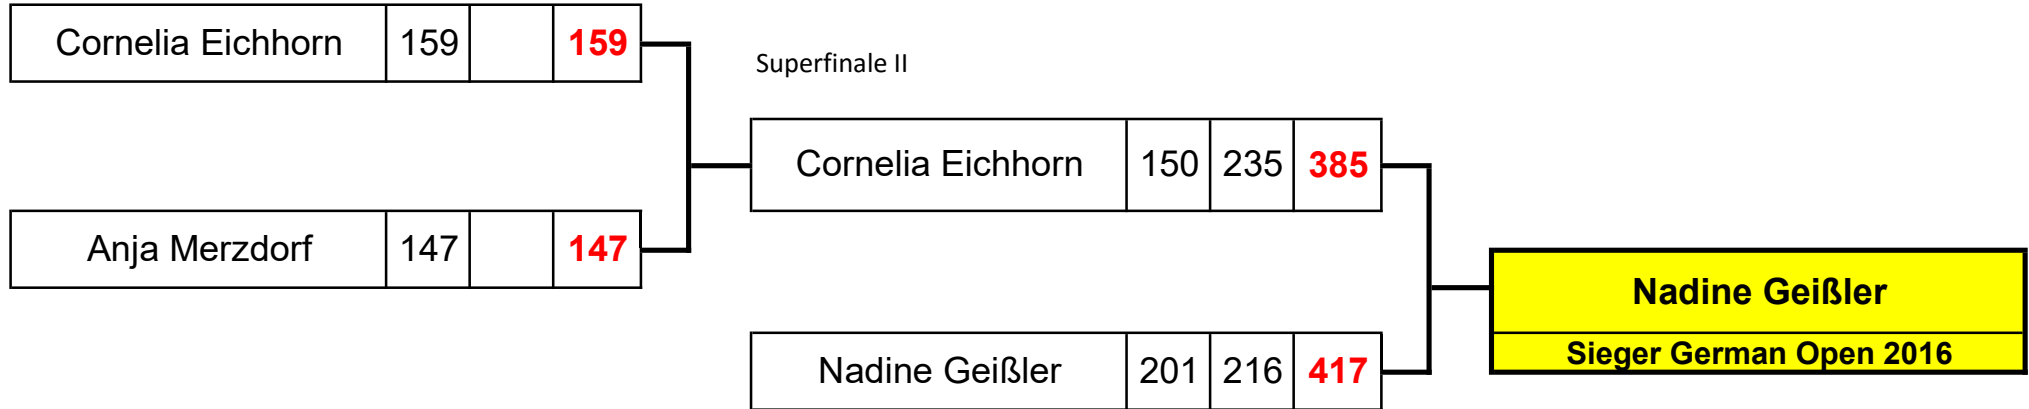 Cornelia Eichhorn 159 159
Superfinale II
Cornelia Eichhorn 150 235 385
Anja Merzdorf 147 147
Nadine Geißler
Sieger German Open 2016
Nadine Geißler 201 216 417